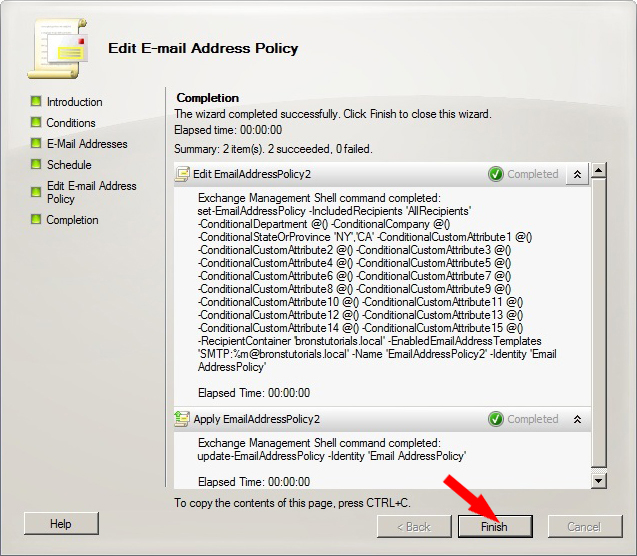 Edit E-mail Address Policy
Introduction
Conditions
E-Mail Addresses
Schedule
Edit E-mail Address
Policy
Completion
Completion
The wizard completed successfully. Click Finish to close this wizard.
Elapsed time: 00:00:00
Summary: 2 item(s). 2 succeeded, 0 failed.
Edit EmailAddressPolicy2
Completed
Exchange Management Shell command completed:
set-EmailAddressPolicy -IncludedRecipients 'AllRecipients'
-ConditionalDepartment @() -ConditionalCompany @()
-ConditionalStateOrProvince 'NY','CA' -ConditionalCustomAttribute1 @()
-ConditionalCustomAttribute2 @() -ConditionalCustomAttribute3 @()
-ConditionalCustomAttribute4 @() -ConditionalCustomAttribute5 @()
-ConditionalCustomAttribute6 @() -ConditionalCustomAttribute7 @()
-ConditionalCustomAttribute8 @() -ConditionalCustomAttribute9 @()
-ConditionalCustomAttribute10 @() -ConditionalCustomAttribute11 @()
-ConditionalCustomAttribute12 @() -ConditionalCustomAttribute13 @()
-ConditionalCustomAttribute14 @() -ConditionalCustomAttribute15 @()
-RecipientContainer 'bronstutorials.local' -EnabledEmailAddressTemplates
'SMTP:%m@bronstutorials.local' -Name 'EmailAddressPolicy2' -Identity 'Email
AddressPolicy'
Elapsed Time: 00:00:00
Apply EmailAddressPolicy2
Completed
Exchange Management Shell command completed:
update-EmailAddressPolicy -Identity 'Email AddressPolicy'
Elapsed Time: 00:00:00
To copy the contents of this page, press CTRL+C.
Help
< Back
Finish
Cancel